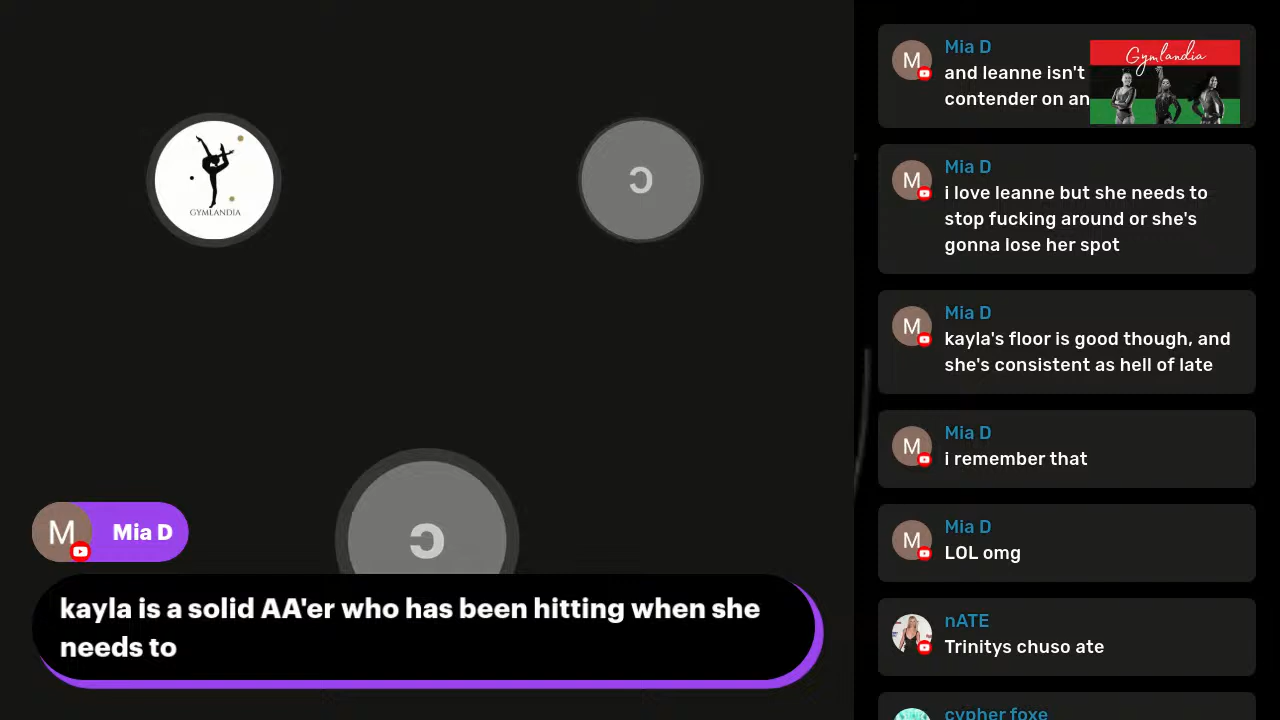 GYMLANDIA
ɔ
ɔ
M
Mia D
kayla is a solid AA'er who has been hitting when she
needs to
M
Mia D
and leanne isn't
contender on an
Gymlandia
M
Mia D
i love leanne but she needs to
stop fucking around or she's
gonna lose her spot
M
Mia D
kayla's floor is good though, and
she's consistent as hell of late
M
Mia D
i remember that
M
Mia D
LOL omg
nATE
Trinitys chuso ate
cypher foxe